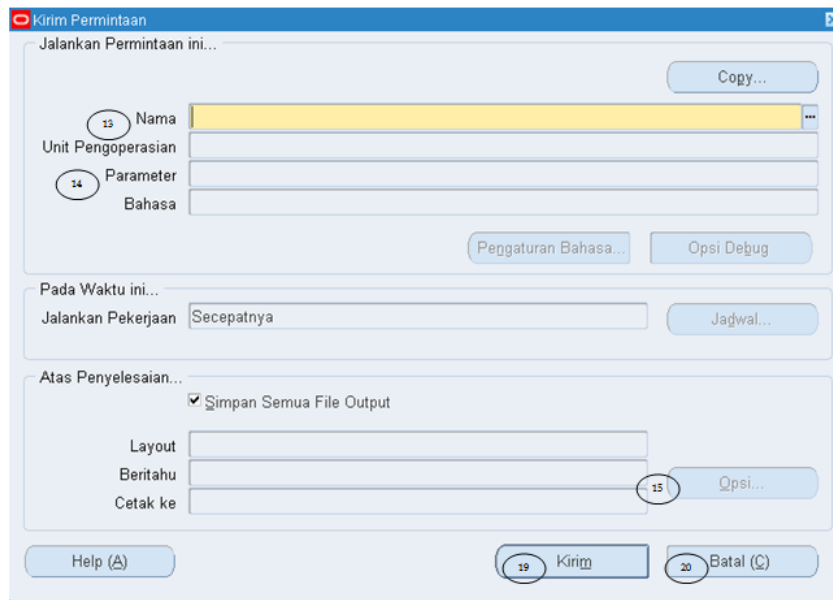 Kirim Permintaan
Jalankan Permintaan ini...
Copy...
13 Nama
Unit Pengoperasian
14 Parameter
Bahasa
Pengaturan Bahasa... Opsi Debug
Pada Waktu ini...
Jalankan Pekerjaan Secepatnya Jadwal...
Atas Penyelesaian...
Simpan Semua File Output
Layout
Beritahu
15 Opsi...
Cetak ke
Help (A) 19 Kirim 20 Batal (C)